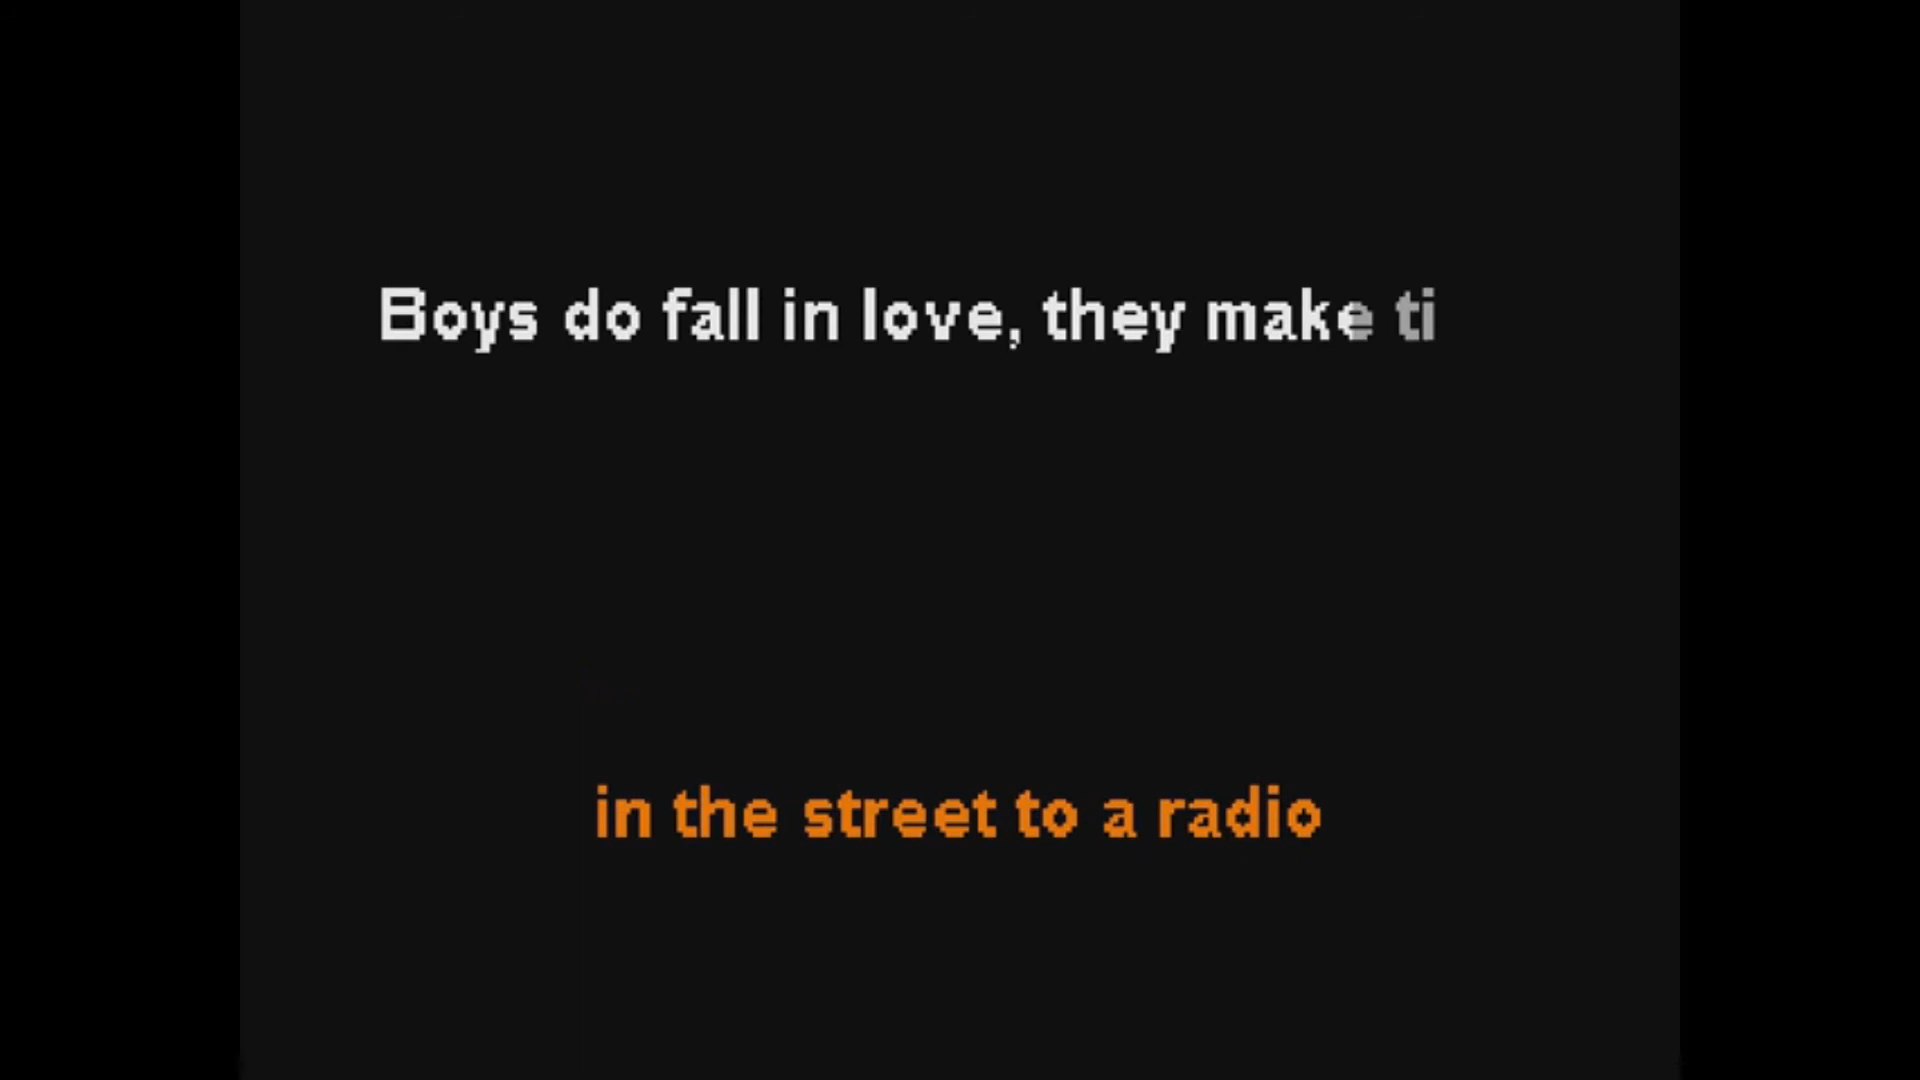 Boys do fall in love, they make ti
in the street to a radio